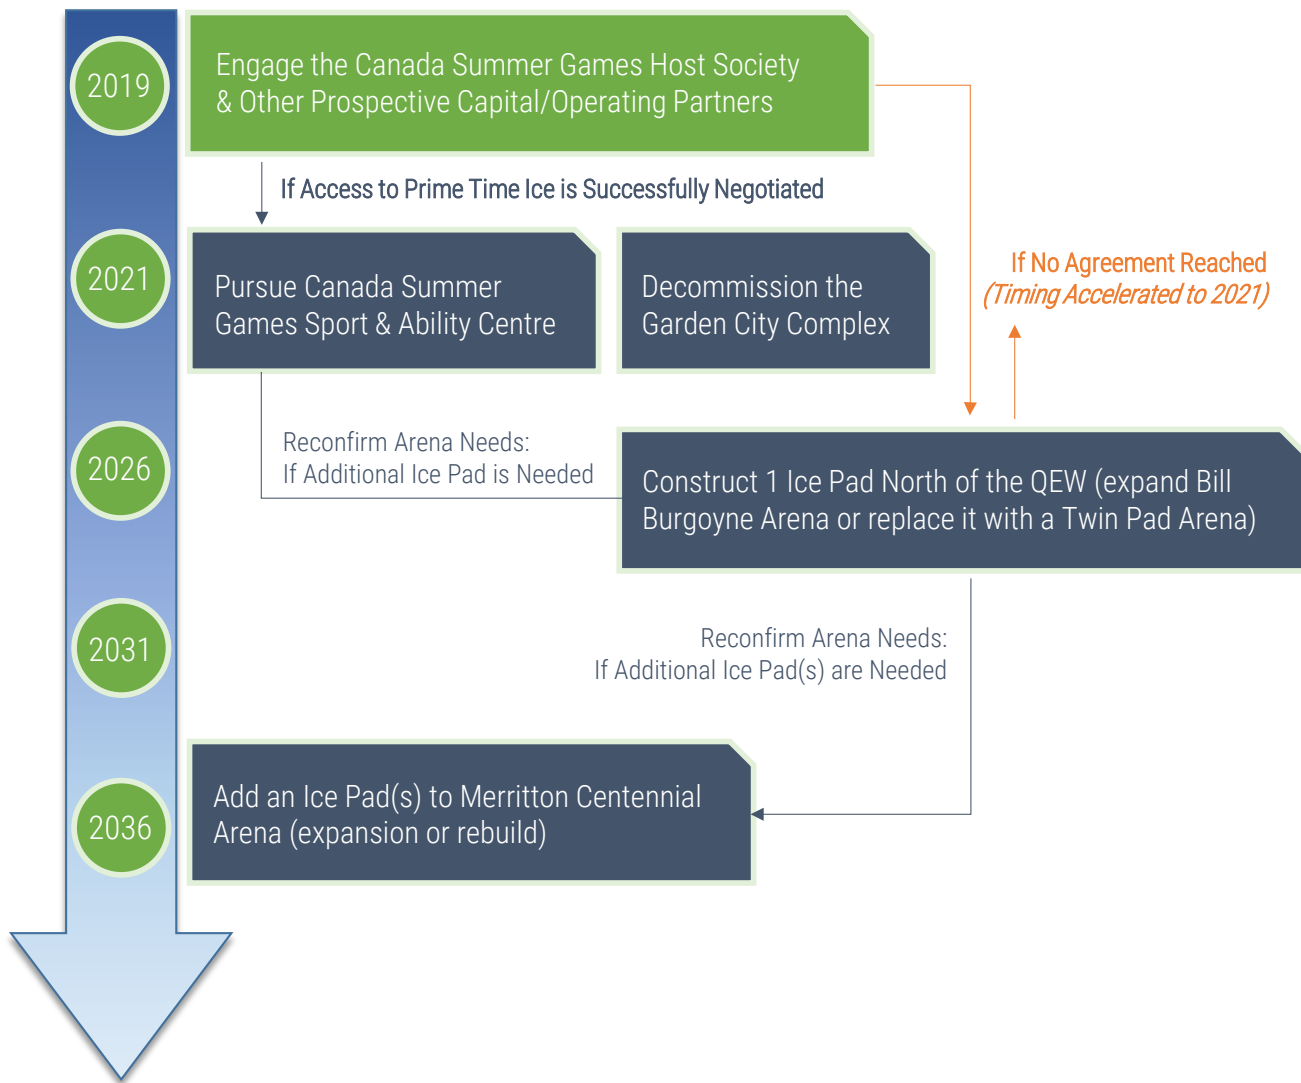 2019
Engage the Canada Summer Games Host Society
& Other Prospective Capital/Operating Partners
If Access to Prime Time Ice is Successfully Negotiated
2021
Pursue Canada Summer
Games Sport & Ability Centre
Decommission the
Garden City Complex
If No Agreement Reached
(Timing Accelerated to 2021)
2026
Reconfirm Arena Needs:
If Additional Ice Pad is Needed
Construct 1 Ice Pad North of the QEW (expand Bill
Burgoyne Arena or replace it with a Twin Pad Arena)
2031
Reconfirm Arena Needs:
If Additional Ice Pad(s) are Needed
2036
Add an Ice Pad(s) to Merritton Centennial
Arena (expansion or rebuild)